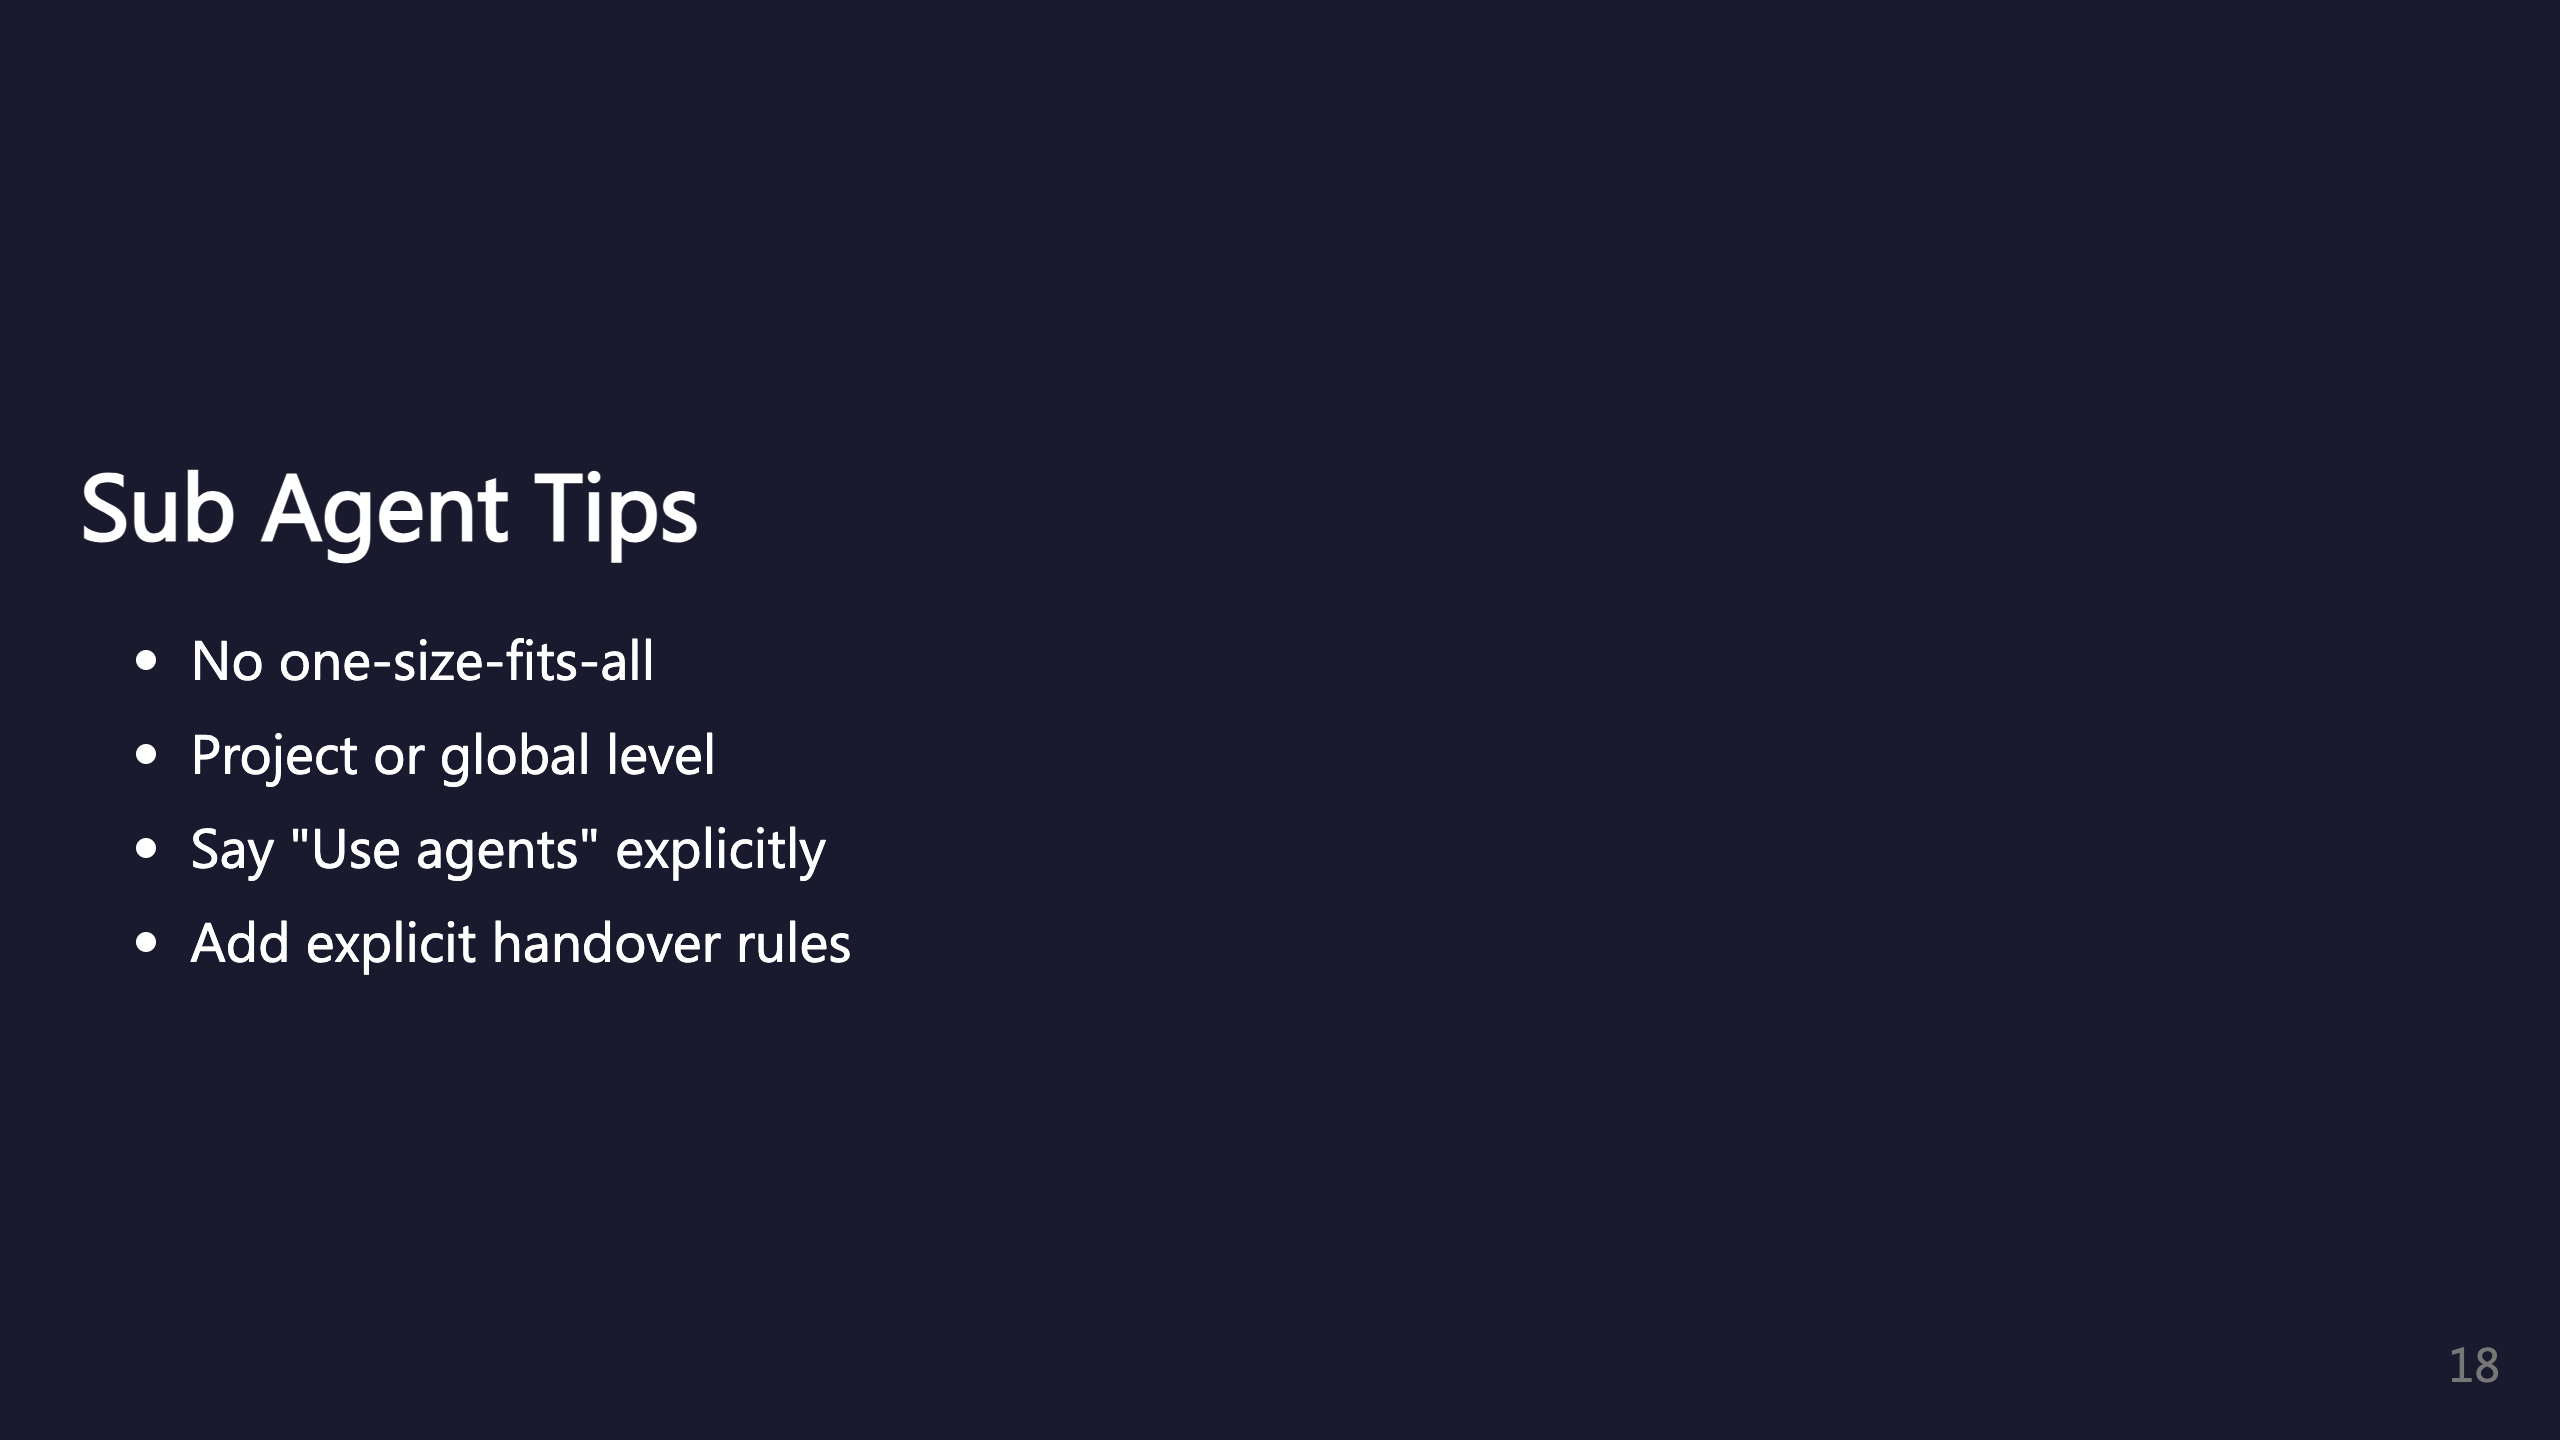 Sub Agent Tips
• No one-size-fits-all
• Project or global level
• Say "Use agents" explicitly
• Add explicit handover rules
18